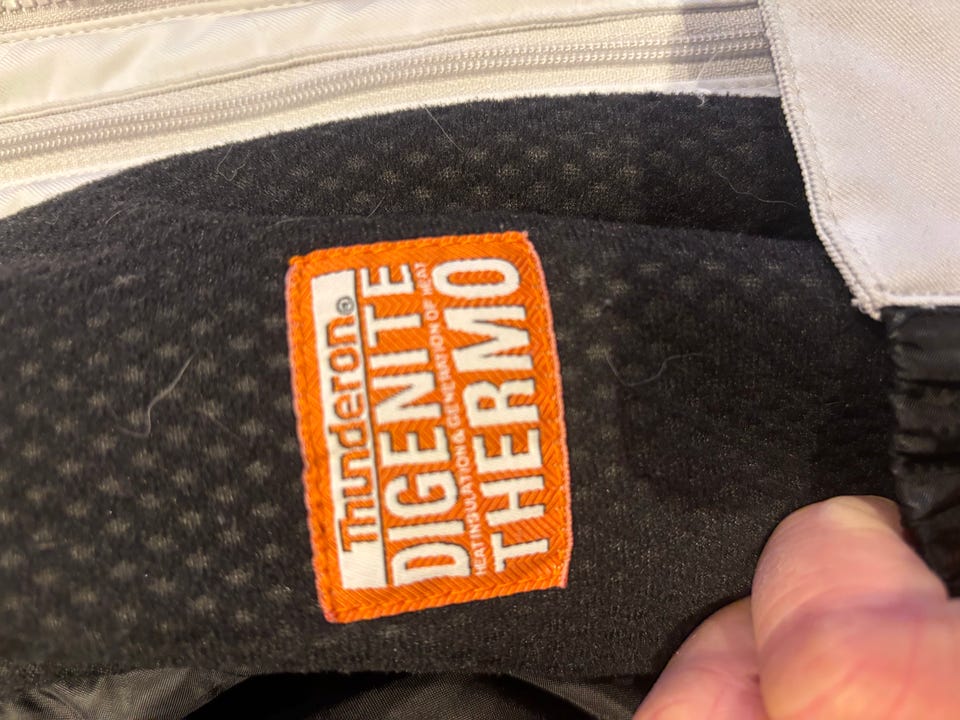 Thunderon®
DIGENITE
HEAT INSULATION & GENERATION OF HEAT
THERMO